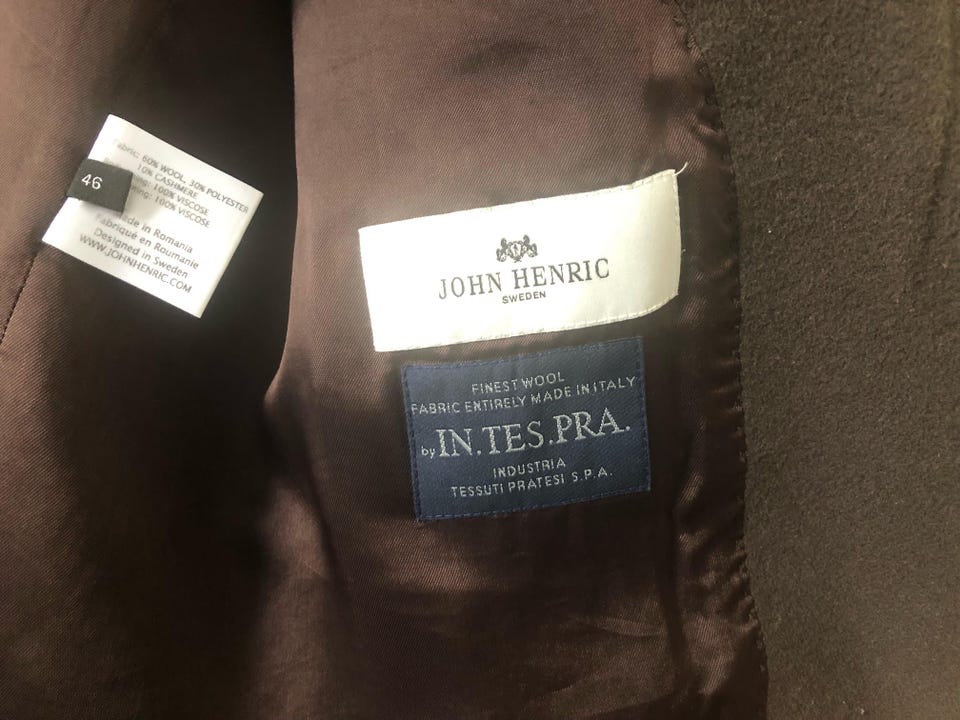 Fabric: 60% WOOL, 30% POLYESTER
10% CASHMERE
100% VISCOSE
100% VISCOSE
46
Made in Romania
Fabriqué en Roumanie
Designed in Sweden
WWW.JOHNHENRIC.COM
JOHN HENRIC
SWEDEN
FINEST WOOL
FABRIC ENTIRELY MADE IN ITALY
by IN.TES.PRA.
INDUSTRIA
TESSUTI PRATESI S.P.A.